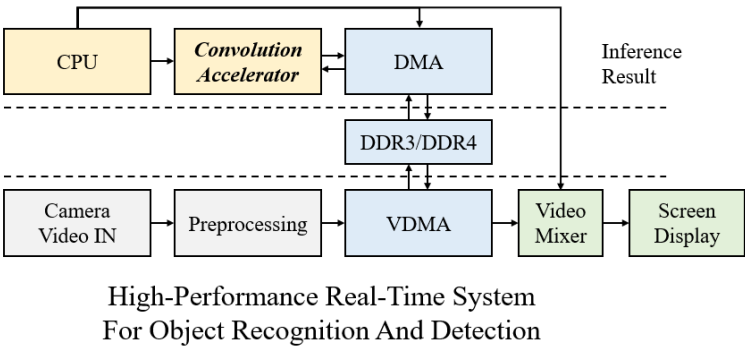 CPU
Convolution
Accelerator
DMA
Inference
Result
DDR3/DDR4
Camera
Video IN
Preprocessing
VDMA
Video
Mixer
Screen
Display
High-Performance Real-Time System
For Object Recognition And Detection